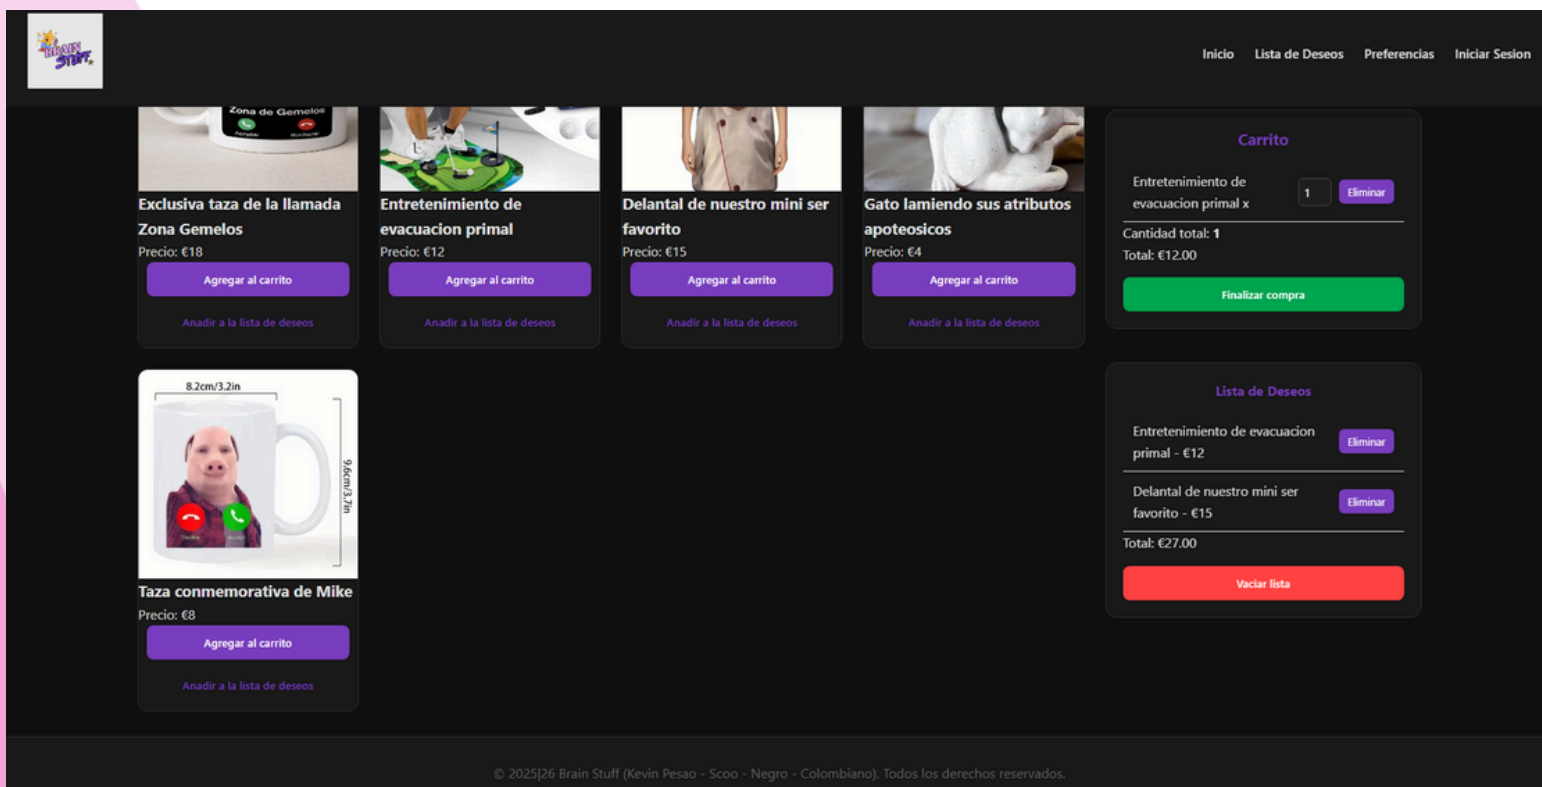 BRAIN
STUFF
Inicio
Lista de Deseos
Preferencias
Iniciar Sesion
Zona de Gemelos
Exclusiva taza de la llamada
Zona Gemelos
Precio: €18
Agregar al carrito
Anadir a la lista de deseos
Entretenimiento de
evacuacion primal
Precio: €12
Agregar al carrito
Anadir a la lista de deseos
Delantal de nuestro mini ser
favorito
Precio: €15
Agregar al carrito
Anadir a la lista de deseos
Gato lamiendo sus atributos
apoteosicos
Precio: €4
Agregar al carrito
Anadir a la lista de deseos
8.2cm/3.2in
9.6cm/3.7in
Taza conmemorativa de Mike
Precio: €8
Agregar al carrito
Anadir a la lista de deseos
Carrito
Entretenimiento de
evacuacion primal x
1
Eliminar
Cantidad total: 1
Total: €12.00
Finalizar compra
Lista de Deseos
Entretenimiento de evacuacion
primal - €12
Eliminar
Delantal de nuestro mini ser
favorito - €15
Eliminar
Total: €27.00
Vaciar lista
© 2025|26 Brain Stuff (Kevin Pesao - Scoo - Negro - Colombiano). Todos los derechos reservados.